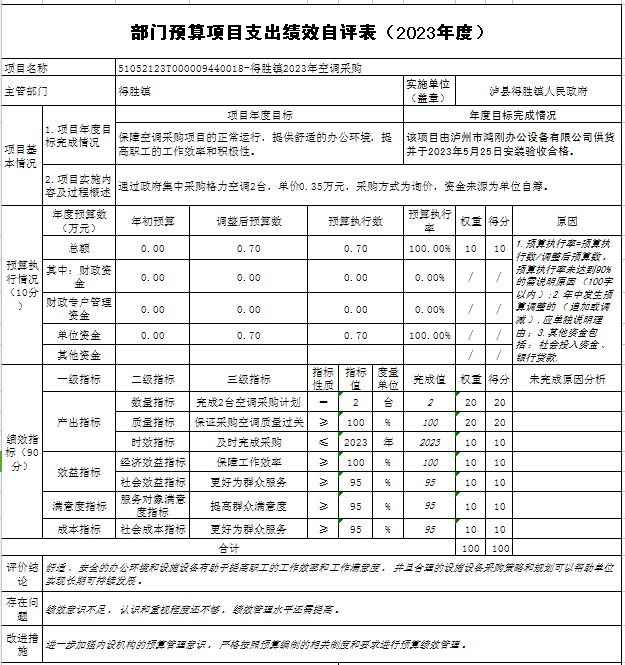 部门预算项目支出绩效自评表（2023年度）
项目名称 51052123T000009440018-得胜镇2023年空调采购
主管部门 得胜镇 实施单位（盖章） 泸县得胜镇人民政府
项目基本情况 1.项目年度目标完成情况 项目年度目标 年度目标完成情况
保障空调采购项目的正常运行，提供舒适的办公环境，提高职工的工作效率和积极性。 该项目由泸州市鸿刚办公设备有限公司供货并于2023年5月25日安装验收合格。
2.项目实施内容及过程概述 通过政府集中采购格力空调2台，单价0.35万元，采购方式为询价，资金来源为单位自筹。
预算执行情况（10分） 年度预算数（万元） 年初预算 调整后预算数 预算执行数 预算执行率 权重 得分 原因
总额 0.00 0.70 0.70 100.00% 10 10 1.预算执行率=预算执行数/调整后预算数，预算执行率未达到90%的需说明原因（100字以内）；2.年中发生预算调整的（追加或调减），应单独说明理由；3.其他资金包括：社会投入资金、银行贷款.
其中：财政资金 0.00 0.00 0.00 0.00% / /
财政专户管理资金 0.00 0.00 0.00 0.00% / /
单位资金 0.00 0.70 0.70 100.00% / /
其他资金 / /
绩效指标（90分） 一级指标 二级指标 三级指标 指标性质 指标值 度量单位 完成值 权重 得分 未完成原因分析
产出指标 数量指标 完成2台空调采购计划 = 2 台 2 20 20
质量指标 保证采购空调质量过关 ≥ 100 % 100 20 20
时效指标 及时完成采购 ≤ 2023 年 2023 10 10
效益指标 经济效益指标 保障工作效率 ≥ 100 % 100 10 10
社会效益指标 更好为群众服务 ≥ 95 % 95 10 10
满意度指标 服务对象满意度指标 提高群众满意度 ≥ 95 % 95 10 10
成本指标 社会成本指标 更好为群众服务 ≥ 95 % 95 10 10
合计 100 100
评价结论 舒适、安全的办公环境和设施设备有助于提高职工的工作效率和工作满意度，并且合理的设施设备采购策略和规划可以帮助单位实现长期可持续发展。
存在问题 绩效意识不足，认识和重视程度还不够，绩效管理水平还需提高。
改进措施 进一步加强内设机构的预算管理意识，严格按照预算编制的相关制度和要求进行预算绩效管理。